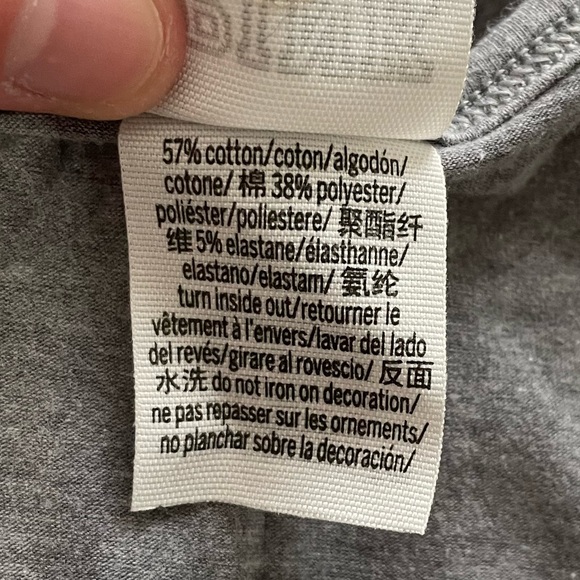 57% cotton/coton/algodón/
cotone/ 棉 38% polyester/
poliéster/poliestere/ 聚酯纤
维 5% elastane/élasthanne/
elastano/elastam/ 氨纶
turn inside out/retourner le
vêtement à l'envers/lavar del lado
del revés/girare al rovescio/ 反面
水洗 do not iron on decoration/
ne pas repasser sur les ornements/
no planchar sobre la decoración/